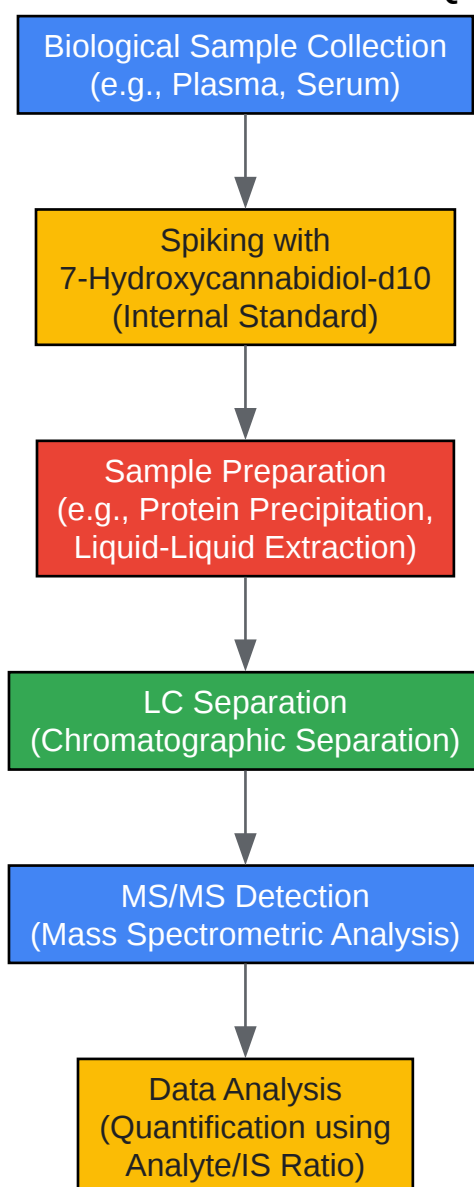 Biological Sample Collection
(e.g., Plasma, Serum)
Spiking with
7-Hydroxycannabidiol-d10
(Internal Standard)
Sample Preparation
(e.g., Protein Precipitation,
Liquid-Liquid Extraction)
LC Separation
(Chromatographic Separation)
MS/MS Detection
(Mass Spectrometric Analysis)
Data Analysis
(Quantification using
Analyte/IS Ratio)